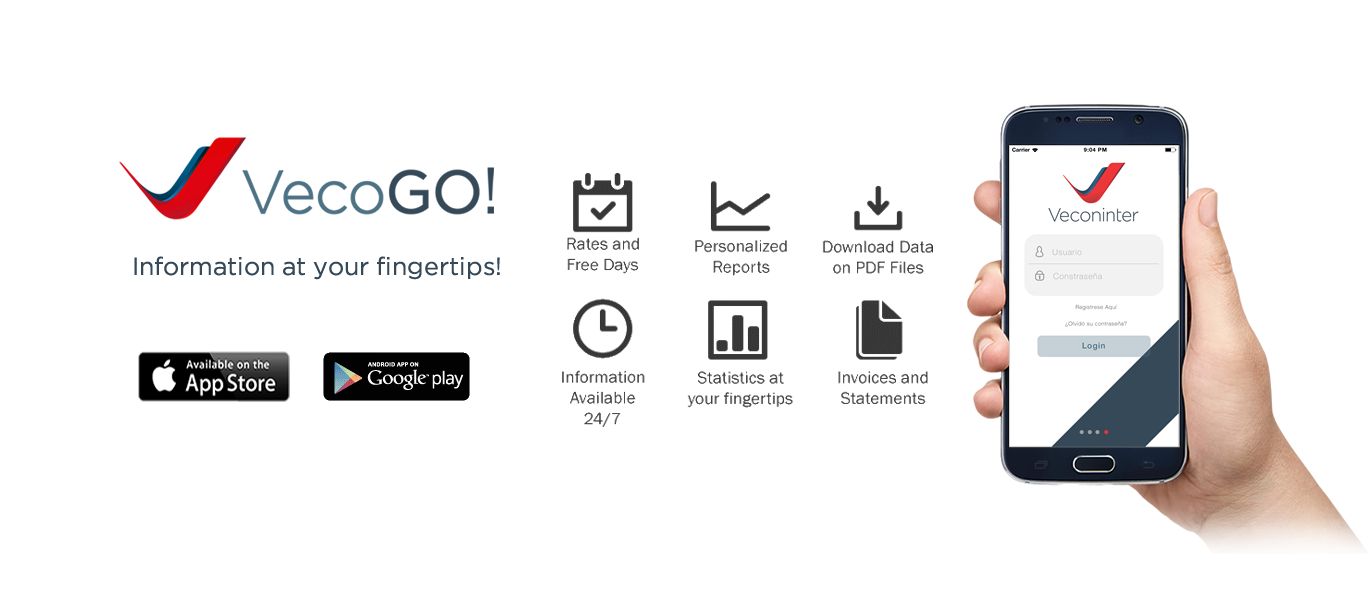 VecoGO!
Information at your fingertips!
Available on the
App Store
ANDROID APP ON
Google play
Rates and
Free Days
Personalized
Reports
Download Data
on PDF Files
Information
Available
24/7
Statistics at
your fingertips
Invoices and
Statements
Carrier
9:04 PM
Veconinter
Usuario
Constraseña
Registrese Aquí
¿Olvidó su contraseña?
Login